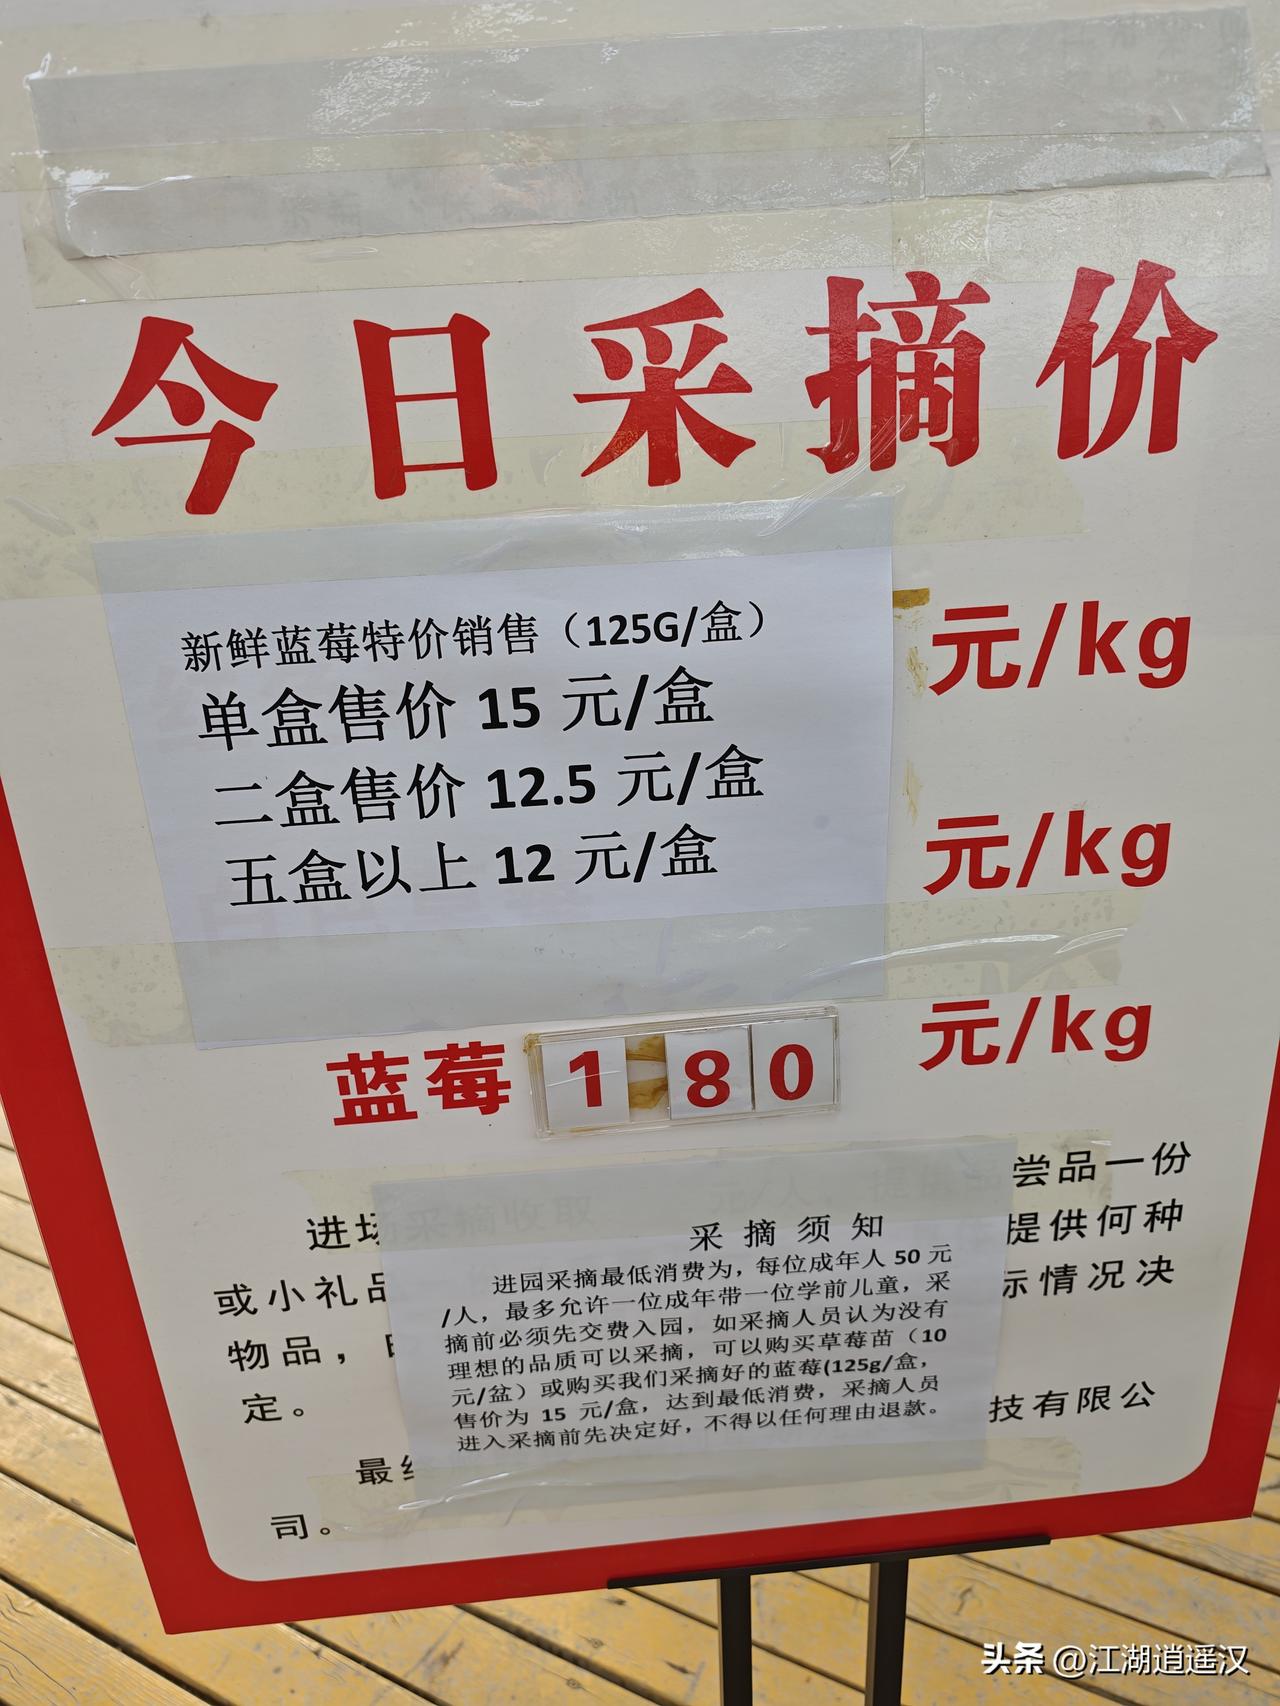 今日采摘价
新鲜蓝莓特价销售（125G/盒）
元/kg
单盒售价 15 元/盒
二盒售价 12.5 元/盒
元/kg
五盒以上 12 元/盒
蓝莓 1 80 元/kg
尝品一份
进场采摘收取
采摘须知
提供何种
进园采摘最低消费为，每位成年人 50 元
或小礼品
/人，最多允许一位成年带一位学前儿童，采
际情况决
摘前必须先交费入园，如采摘人员认为没有
物品，
理想的品质可以采摘，可以购买草莓苗（10
元/盆）或购买我们采摘好的蓝莓(125g/盒，
定。
售价为 15 元/盒，达到最低消费，采摘人员
技有限公
进入采摘前先决定好，不得以任何理由退款。
最终
司。
头条 @江湖逍遥汉